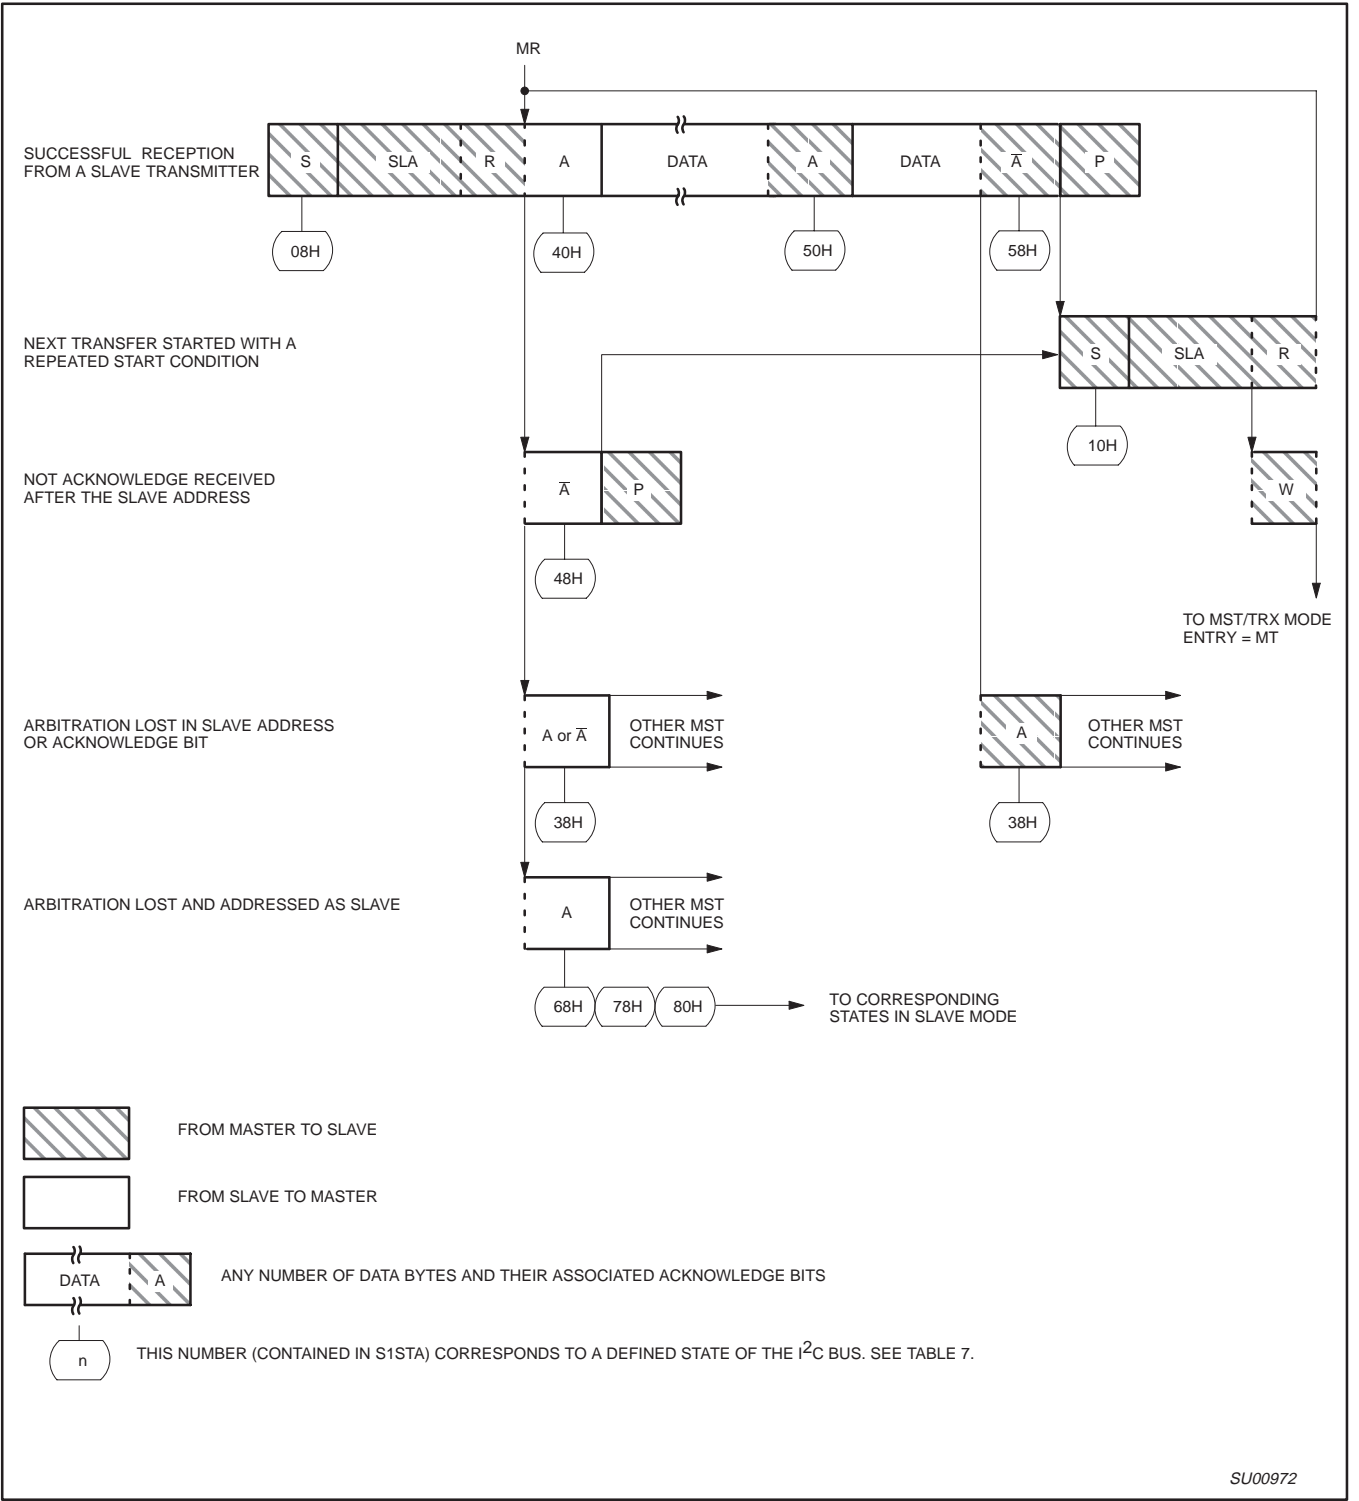 MR
SUCCESSFUL RECEPTION
FROM A SLAVE TRANSMITTER
S SLA R A DATA A DATA A̅ P
08H 40H 50H 58H
NEXT TRANSFER STARTED WITH A
REPEATED START CONDITION
S SLA R
10H
NOT ACKNOWLEDGE RECEIVED
AFTER THE SLAVE ADDRESS
A̅ P
W
48H
TO MST/TRX MODE
ENTRY = MT
ARBITRATION LOST IN SLAVE ADDRESS
OR ACKNOWLEDGE BIT
A or A̅
OTHER MST
CONTINUES
A
OTHER MST
CONTINUES
38H 38H
ARBITRATION LOST AND ADDRESSED AS SLAVE
A
OTHER MST
CONTINUES
68H 78H 80H
TO CORRESPONDING
STATES IN SLAVE MODE
FROM MASTER TO SLAVE
FROM SLAVE TO MASTER
DATA A
ANY NUMBER OF DATA BYTES AND THEIR ASSOCIATED ACKNOWLEDGE BITS
n
THIS NUMBER (CONTAINED IN S1STA) CORRESPONDS TO A DEFINED STATE OF THE I²C BUS. SEE TABLE 7.
SU00972